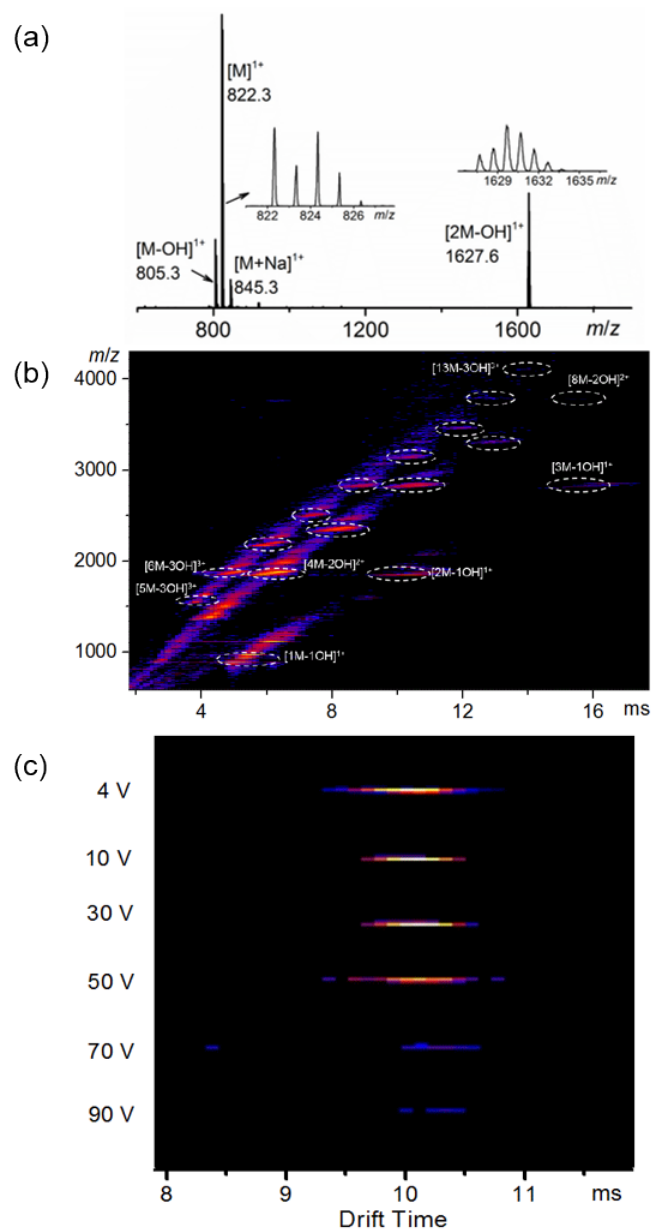 (a)
[M]¹⁺
822.3
822 824 826 m/z
1629 1632 1635 m/z
[M-OH]¹⁺
805.3
[M+Na]¹⁺
845.3
[2M-OH]¹⁺
1627.6
800 1200 1600 m/z
(b)
m/z
4000
3000
2000
1000
[13M-3OH]³⁺
[8M-2OH]²⁺
[3M-1OH]¹⁺
[6M-3OH]³⁺
[4M-2OH]²⁺
[2M-1OH]¹⁺
[5M-3OH]³⁺
[1M-1OH]¹⁺
4 8 12 16 ms
(c)
4 V
10 V
30 V
50 V
70 V
90 V
8 9 10 11 ms
Drift Time